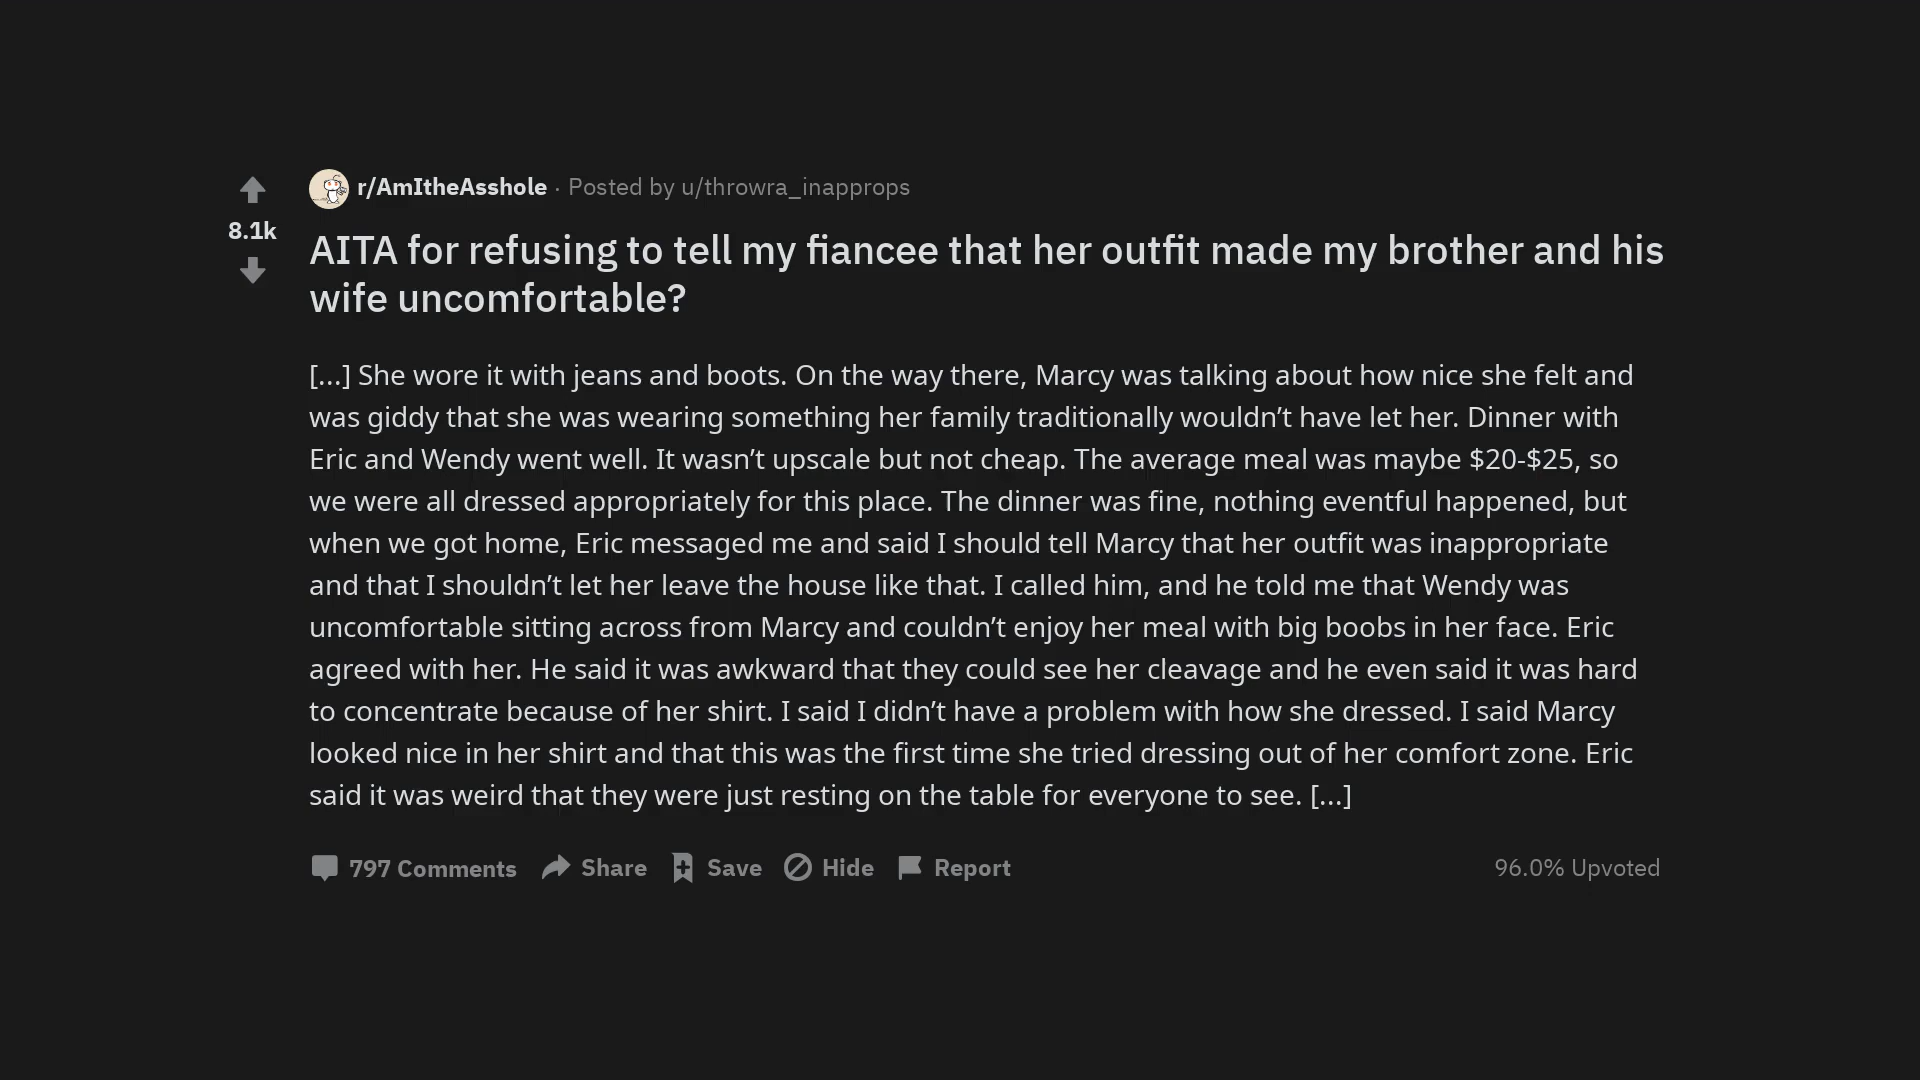 r/AmItheAsshole · Posted by u/throwra_inapprops
8.1k
AITA for refusing to tell my fiancee that her outfit made my brother and his
wife uncomfortable?
[...] She wore it with jeans and boots. On the way there, Marcy was talking about how nice she felt and
was giddy that she was wearing something her family traditionally wouldn’t have let her. Dinner with
Eric and Wendy went well. It wasn’t upscale but not cheap. The average meal was maybe $20-$25, so
we were all dressed appropriately for this place. The dinner was fine, nothing eventful happened, but
when we got home, Eric messaged me and said I should tell Marcy that her outfit was inappropriate
and that I shouldn’t let her leave the house like that. I called him, and he told me that Wendy was
uncomfortable sitting across from Marcy and couldn’t enjoy her meal with big boobs in her face. Eric
agreed with her. He said it was awkward that they could see her cleavage and he even said it was hard
to concentrate because of her shirt. I said I didn’t have a problem with how she dressed. I said Marcy
looked nice in her shirt and that this was the first time she tried dressing out of her comfort zone. Eric
said it was weird that they were just resting on the table for everyone to see. [...]
797 Comments Share Save Hide Report 96.0% Upvoted